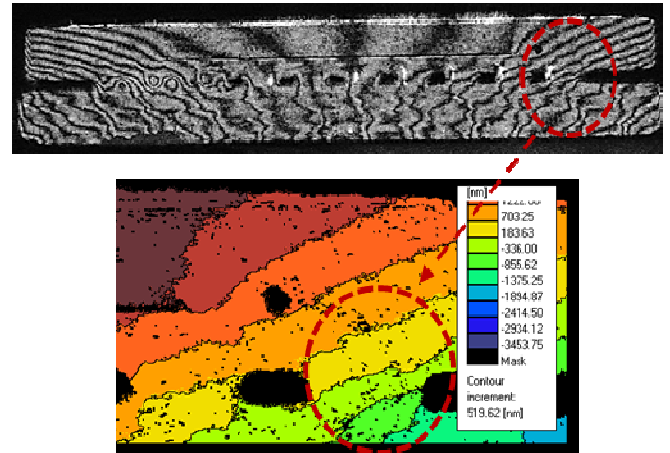 [nm]
703.25
183.63
-336.00
-855.62
-1375.25
-1894.87
-2414.50
-2934.12
-3453.75
Mask
Contour
increment:
519.62 [nm]